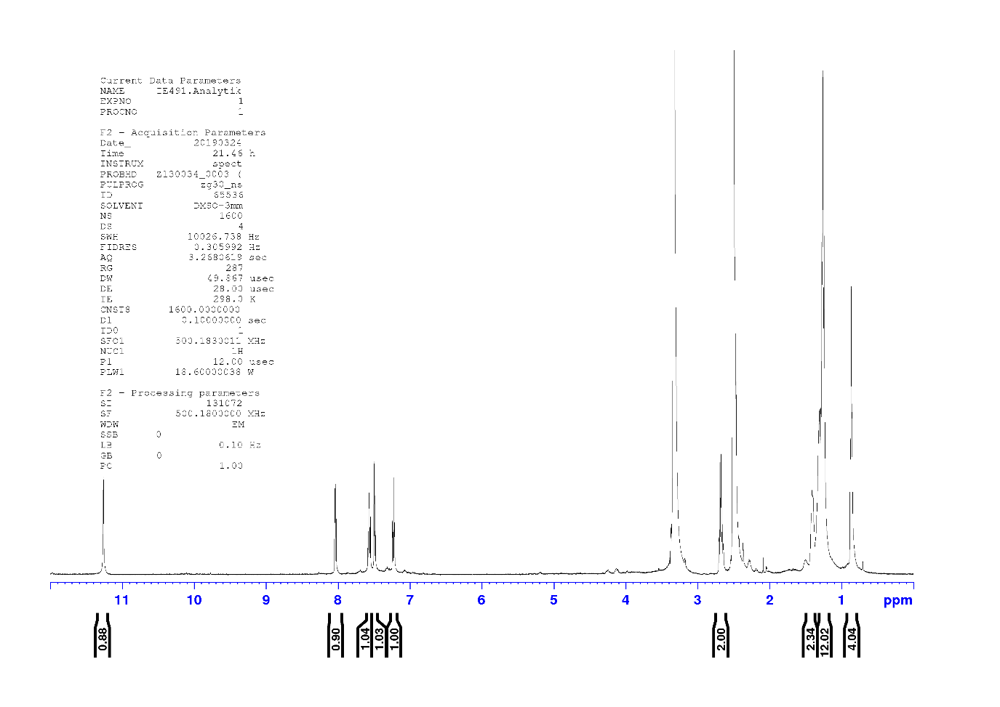 Current Data Parameters
NAME IE491.Analytik
EXPNO 1
PROCNO 1
F2 - Acquisition Parameters
Date_ 20190324
Time 21.46 h
INSTRUM spect
PROBHD Z130034_0003 (
PULPROG zg30_ns
TD 65536
SOLVENT DMSO-3mm
NS 1600
DS 4
SWH 10026.738 Hz
FIDRES 0.305992 Hz
AQ 3.2680619 sec
RG 287
DW 49.867 usec
DE 28.00 usec
TE 298.0 K
CNST8 1600.0000000
D1 0.10000000 sec
TD0 1
SFO1 500.1830011 MHz
NUC1 1H
P1 12.00 usec
PLW1 18.60000038 W
F2 - Processing parameters
SI 131072
SF 500.1800000 MHz
WDW EM
SSB 0
LB 0.10 Hz
GB 0
PC 1.00
11 10 9 8 7 6 5 4 3 2 1 ppm
0.88 0.90 1.04 1.03 1.00 2.00 2.34 12.02 4.04